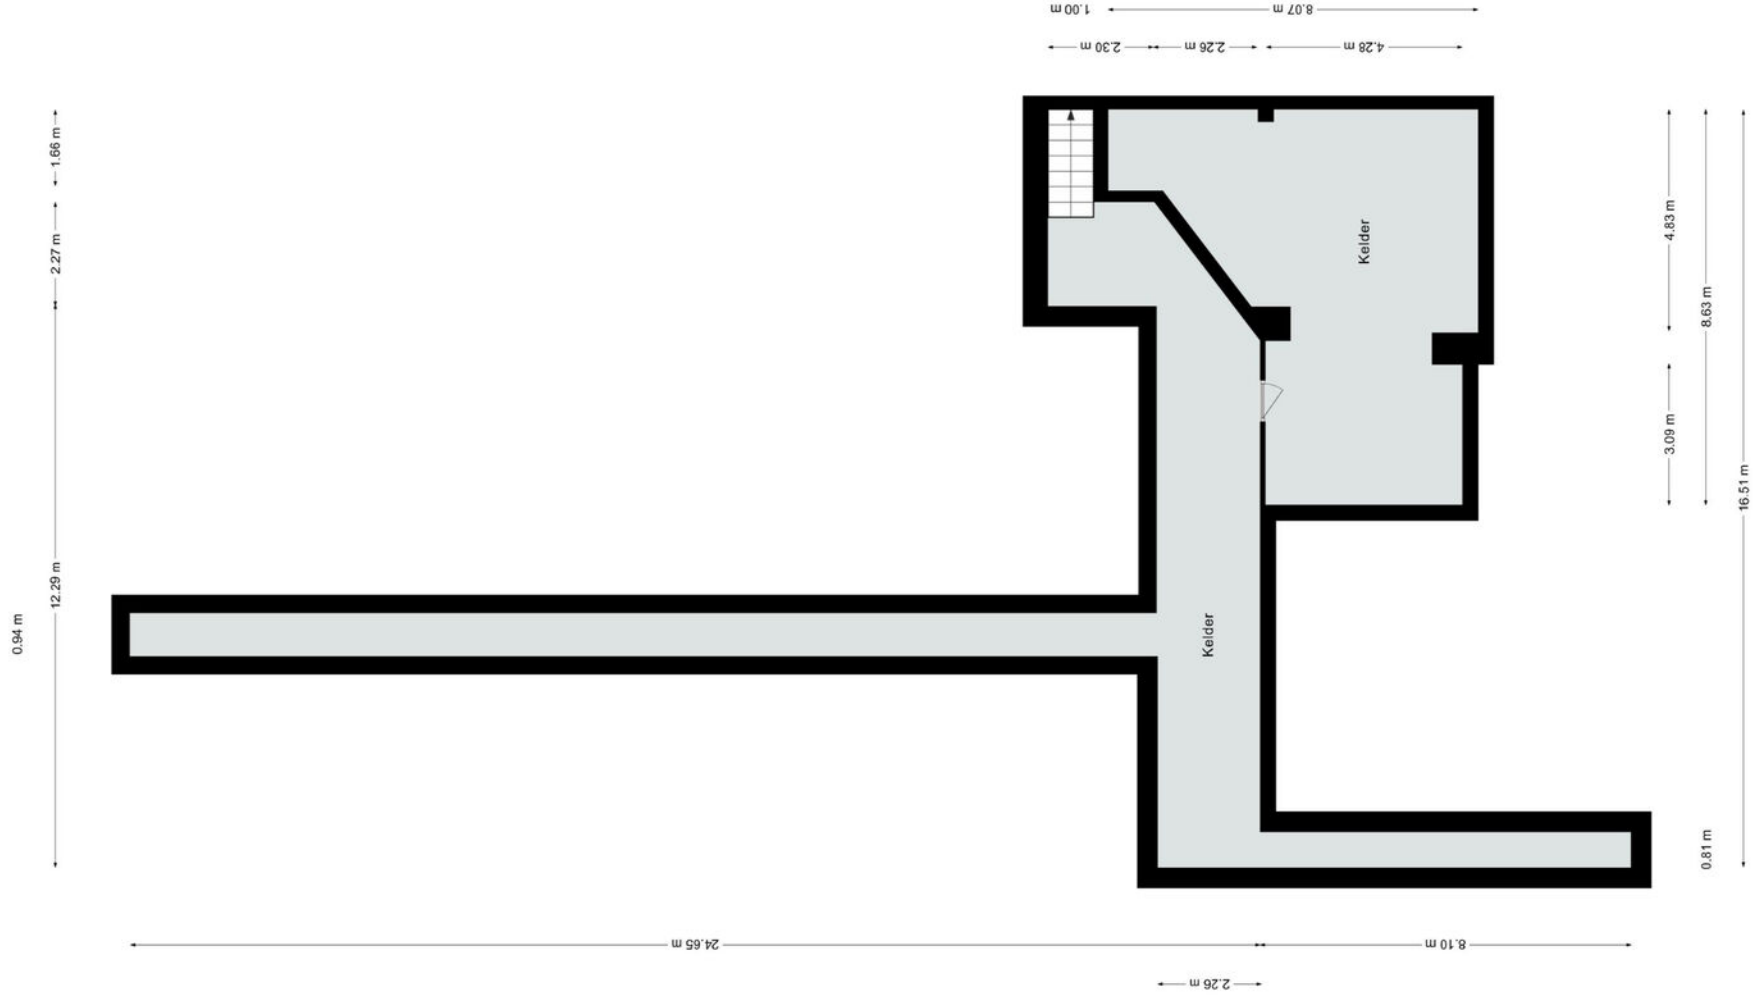 1.00 m
8.07 m
2.30 m
2.26 m
4.28 m
1.66 m
2.27 m
12.29 m
0.94 m
Kelder
4.83 m
8.63 m
3.09 m
16.51 m
Kelder
0.81 m
24.65 m
8.10 m
2.26 m